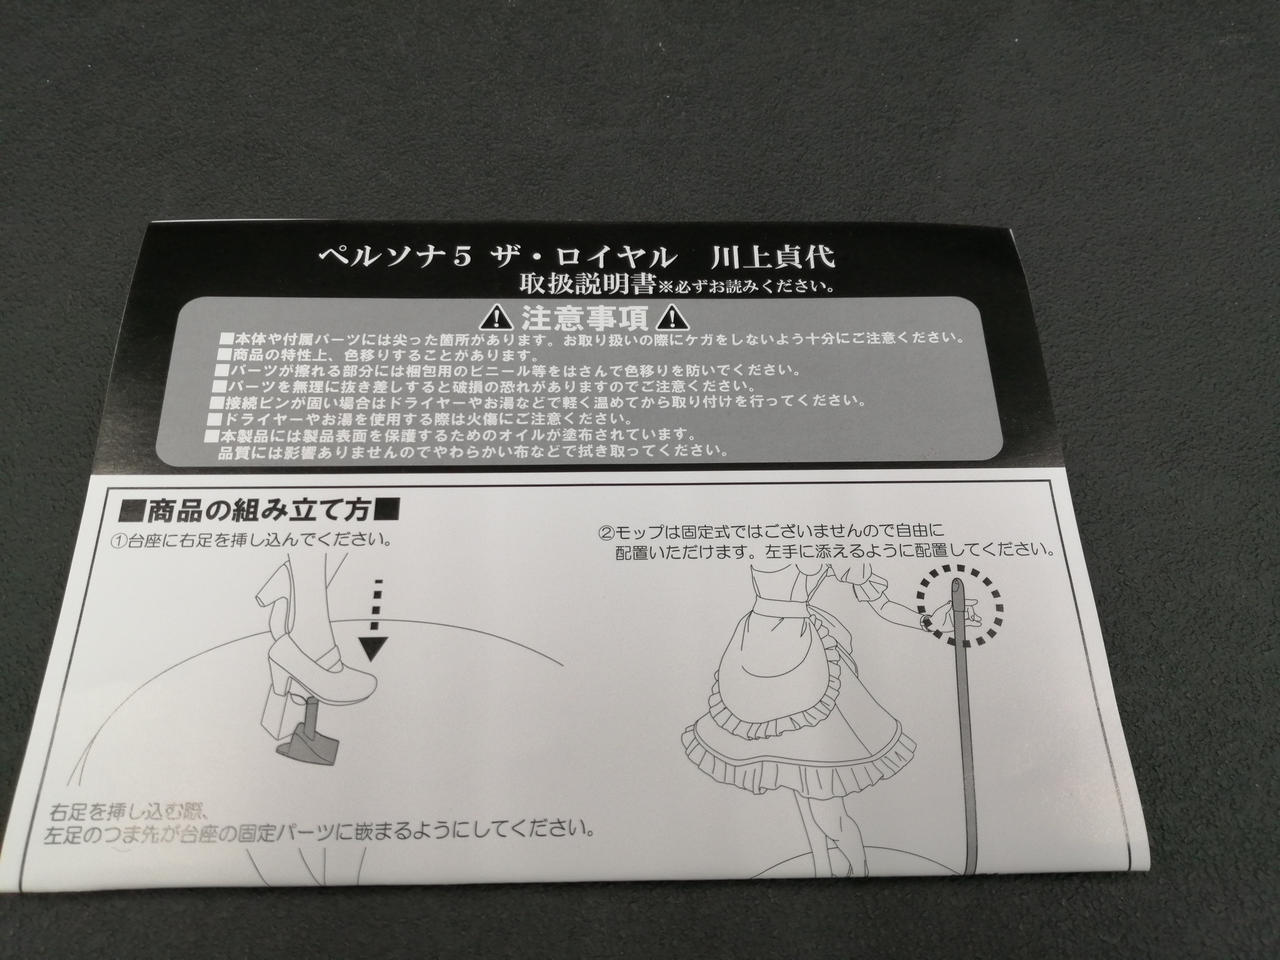 ペルソナ5 ザ・ロイヤル 川上貞代
取扱説明書※必ずお読みください。
注意事項
■本体や付属パーツには尖った箇所があります。お取り扱いの際にケガをしないよう十分にご注意ください。
■商品の特性上、色移りすることがあります。
■パーツが擦れる部分には梱包用のビニール等をはさんで色移りを防いでください。
■パーツを無理に抜き差しすると破損の恐れがありますのでご注意ください。
■接続ピンが固い場合はドライヤーやお湯などで軽く温めてから取り付けを行ってください。
■ドライヤーやお湯を使用する際は火傷にご注意ください。
■本製品には製品表面を保護するためのオイルが塗布されています。
品質には影響ありませんのでやわらかい布などで拭き取ってください。
■商品の組み立て方■
①台座に右足を挿し込んでください。
②モップは固定式ではございませんので自由に
配置いただけます。左手に添えるように配置してください。
右足を挿し込む際、
左足のつま先が台座の固定パーツに嵌まるようにしてください。